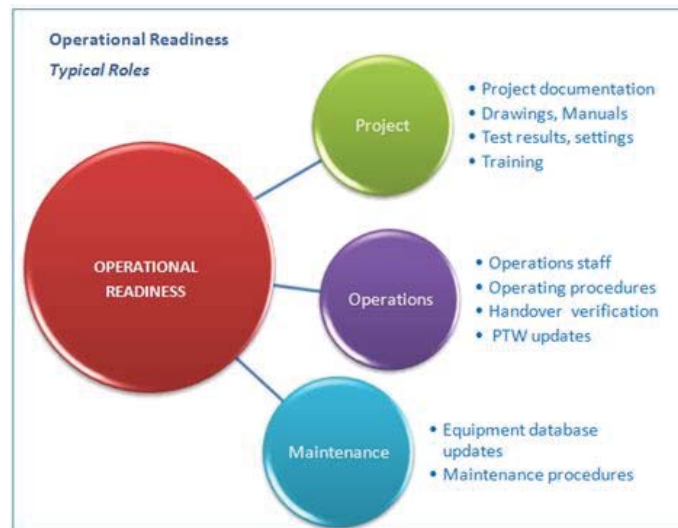 Operational Readiness
Typical Roles
Project
• Project documentation
• Drawings, Manuals
• Test results, settings
• Training
OPERATIONAL
READINESS
Operations
• Operations staff
• Operating procedures
• Handover verification
• PTW updates
Maintenance
• Equipment database
updates
• Maintenance procedures